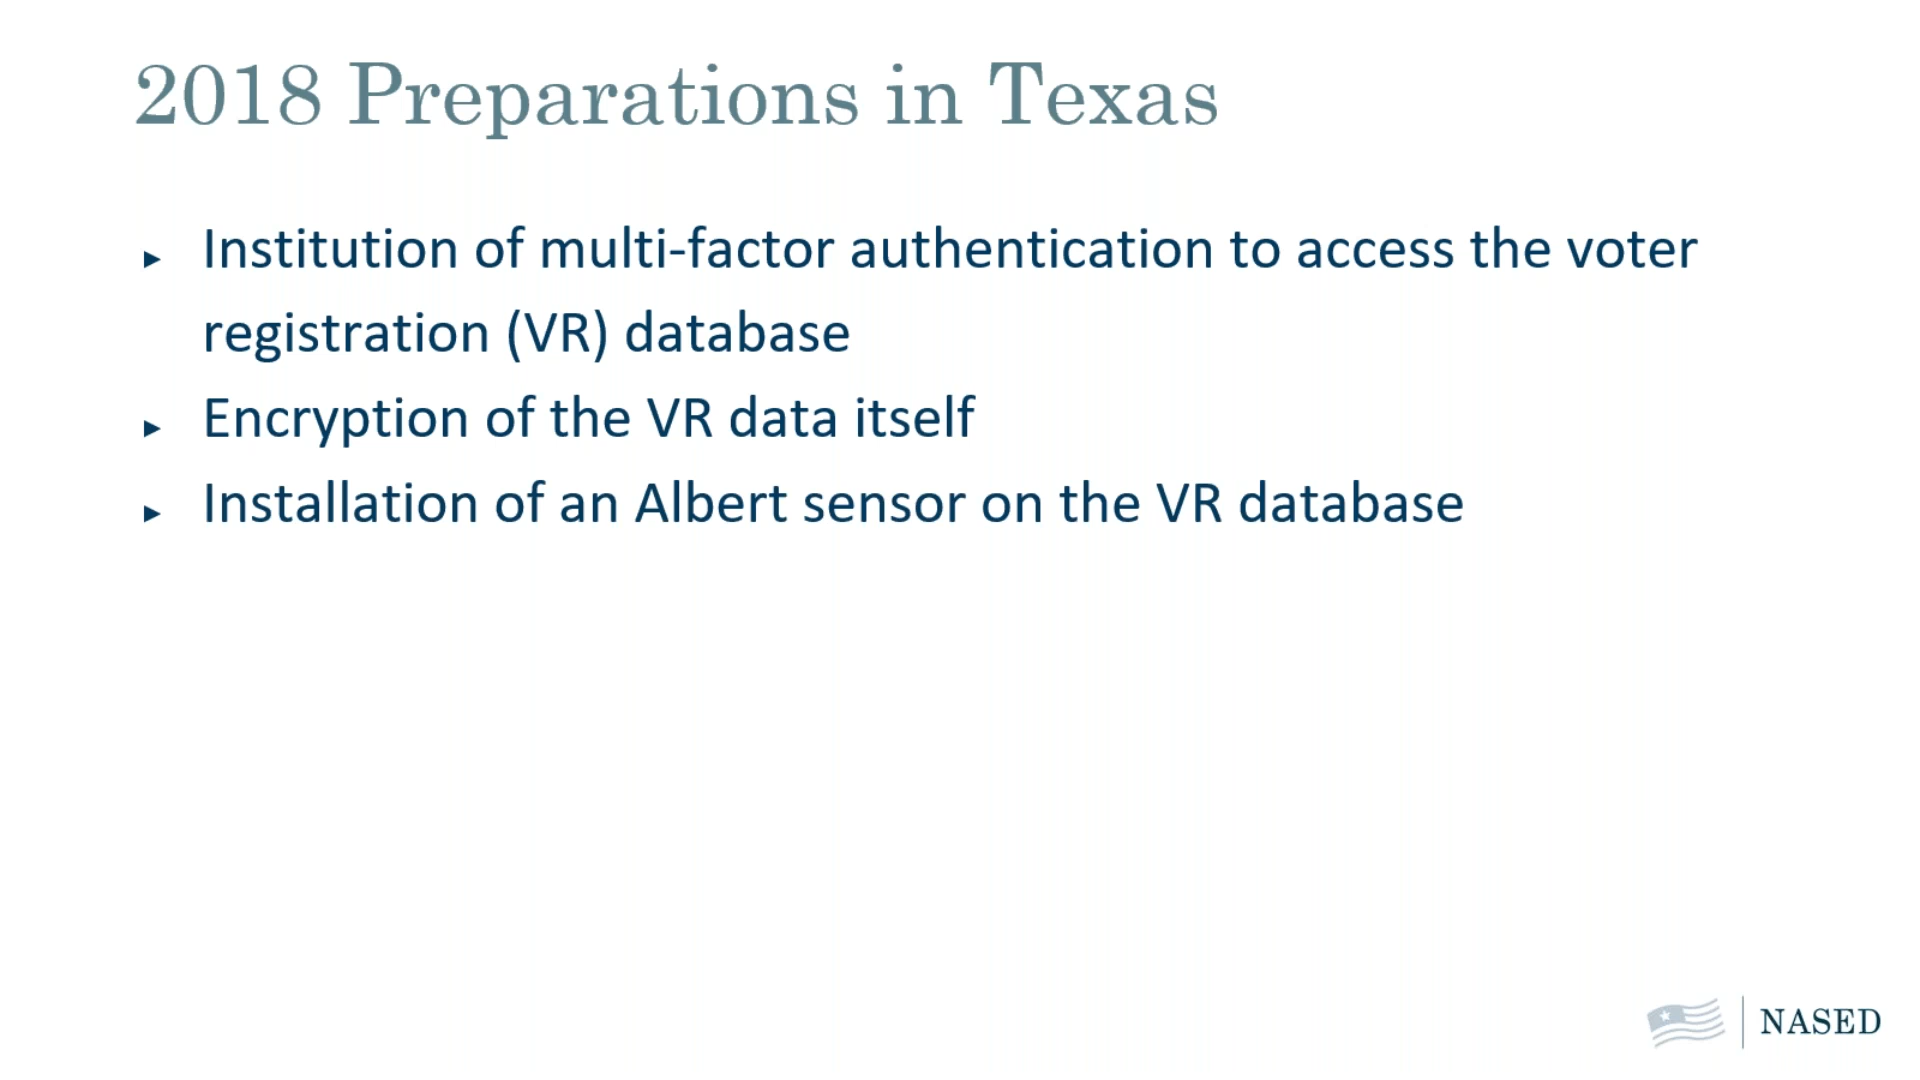 2018 Preparations in Texas
▸ Institution of multi-factor authentication to access the voter
registration (VR) database
▸ Encryption of the VR data itself
▸ Installation of an Albert sensor on the VR database
NASED